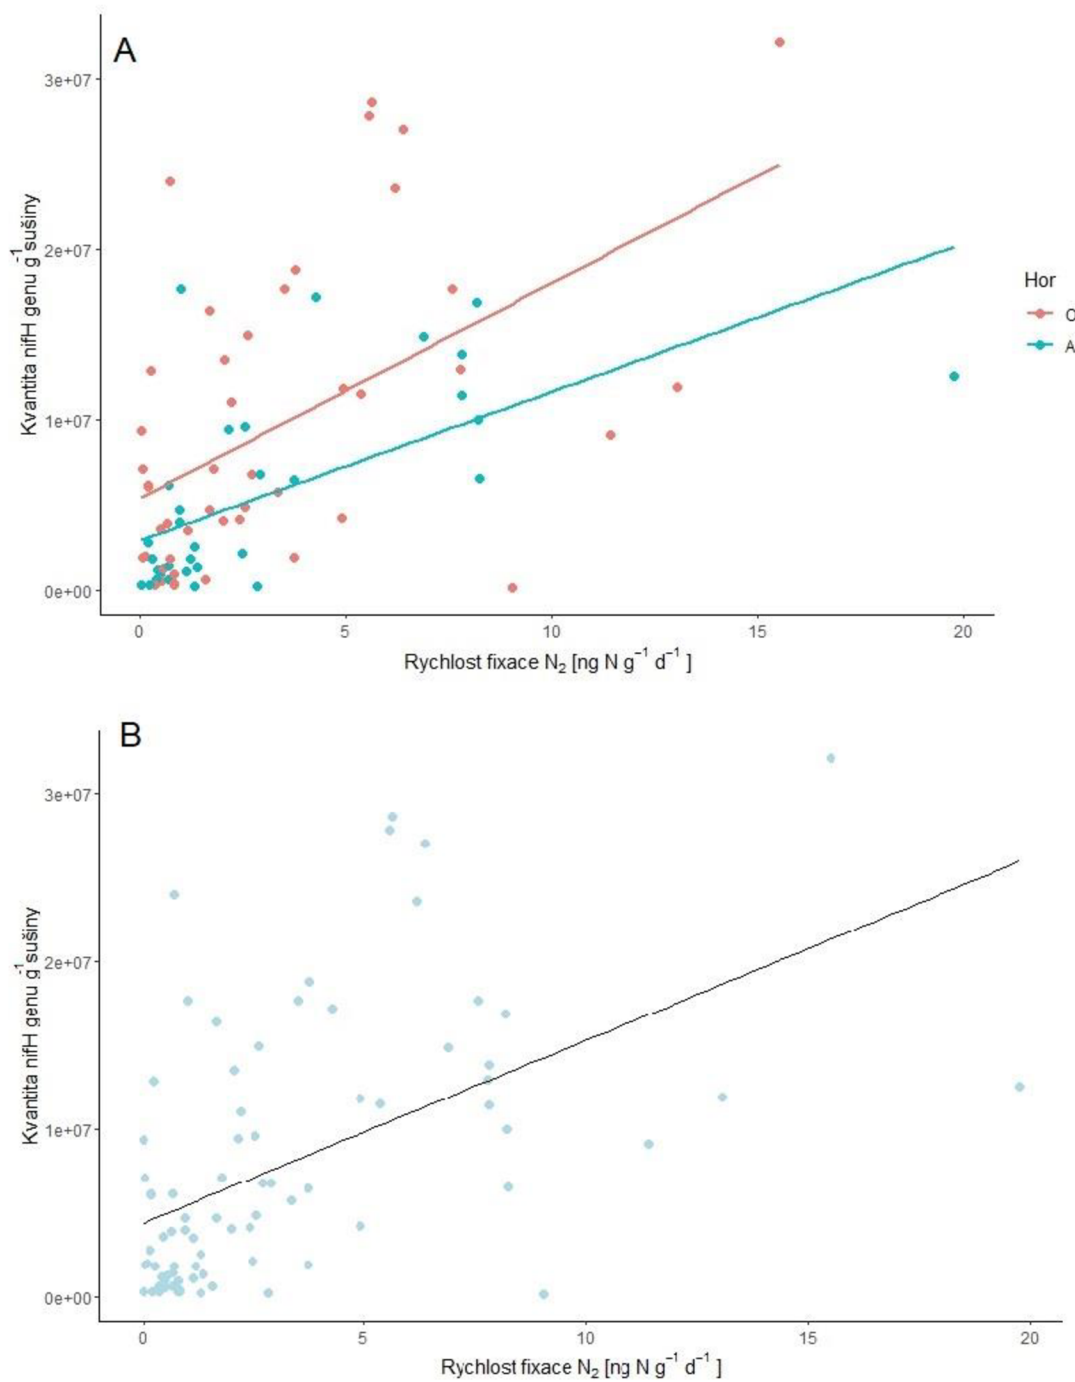 A
3e+07
2e+07
1e+07
0e+00
Kvantita nifH genu g⁻¹ sušiny
0 5 10 15 20
Rychlost fixace N₂ [ng N g⁻¹ d⁻¹ ]
Hor
O
A
B
3e+07
2e+07
1e+07
0e+00
Kvantita nifH genu g⁻¹ sušiny
0 5 10 15 20
Rychlost fixace N₂ [ng N g⁻¹ d⁻¹ ]